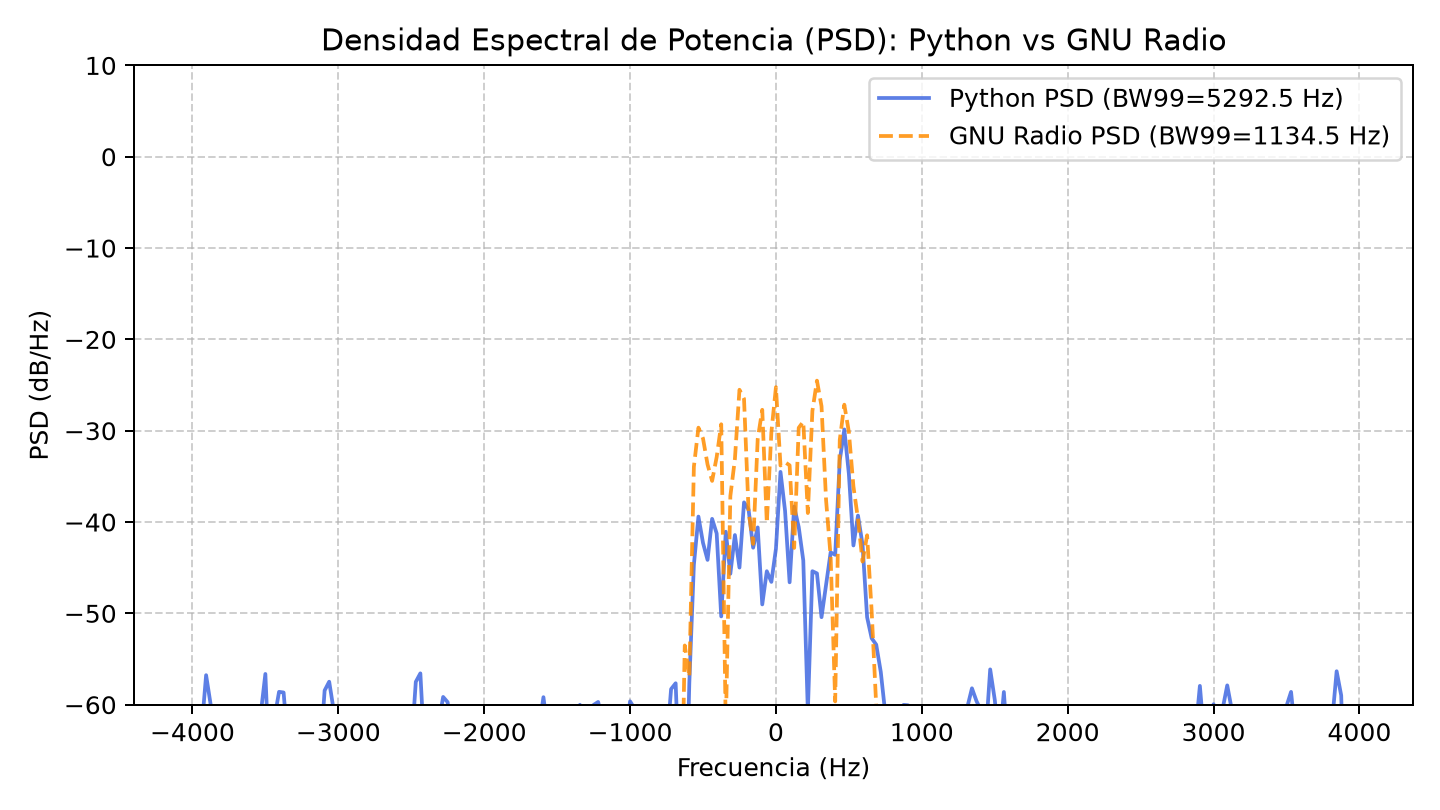 Densidad Espectral de Potencia (PSD): Python vs GNU Radio
Python PSD (BW99=5292.5 Hz)
GNU Radio PSD (BW99=1134.5 Hz)
PSD (dB/Hz)
10
0
−10
−20
−30
−40
−50
−60
−4000 −3000 −2000 −1000 0 1000 2000 3000 4000
Frecuencia (Hz)